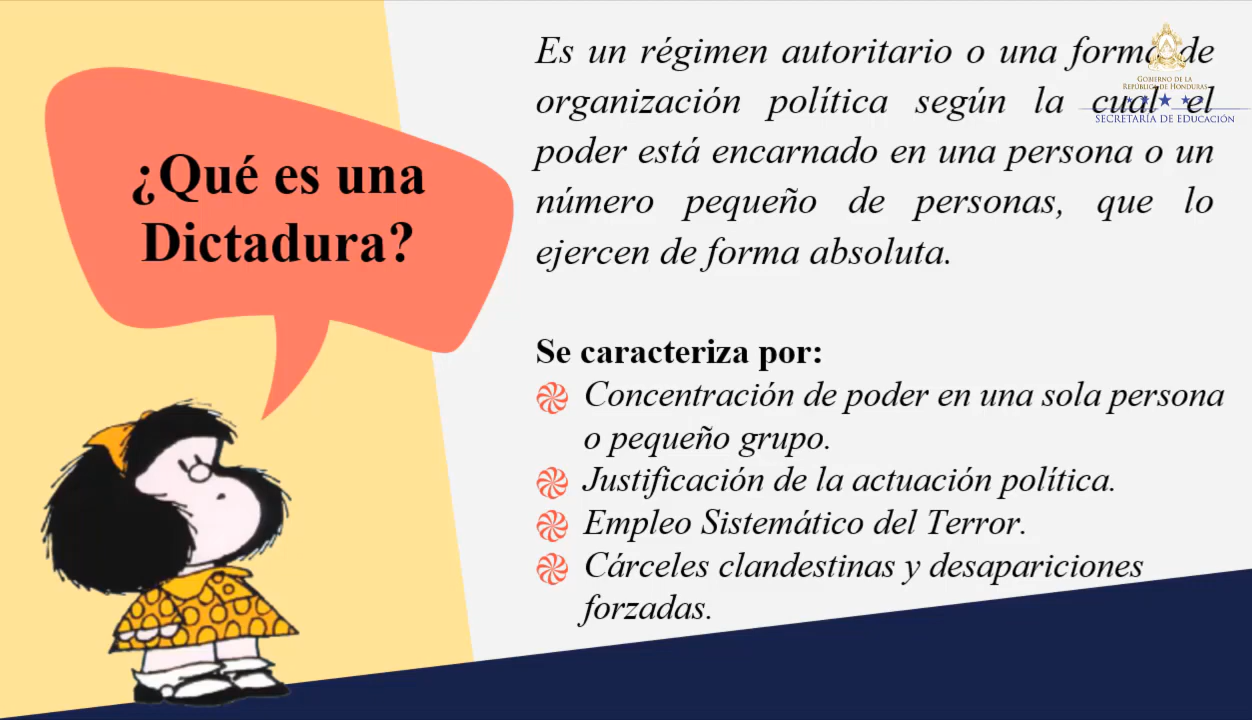 ¿Qué es una
Dictadura?
Es un régimen autoritario o una forma de
organización política según la cual el
poder está encarnado en una persona o un
número pequeño de personas, que lo
ejercen de forma absoluta.
GOBIERNO DE LA
REPÚBLICA DE HONDURAS
SECRETARÍA DE EDUCACIÓN
Se caracteriza por:
Concentración de poder en una sola persona
o pequeño grupo.
Justificación de la actuación política.
Empleo Sistemático del Terror.
Cárceles clandestinas y desapariciones
forzadas.